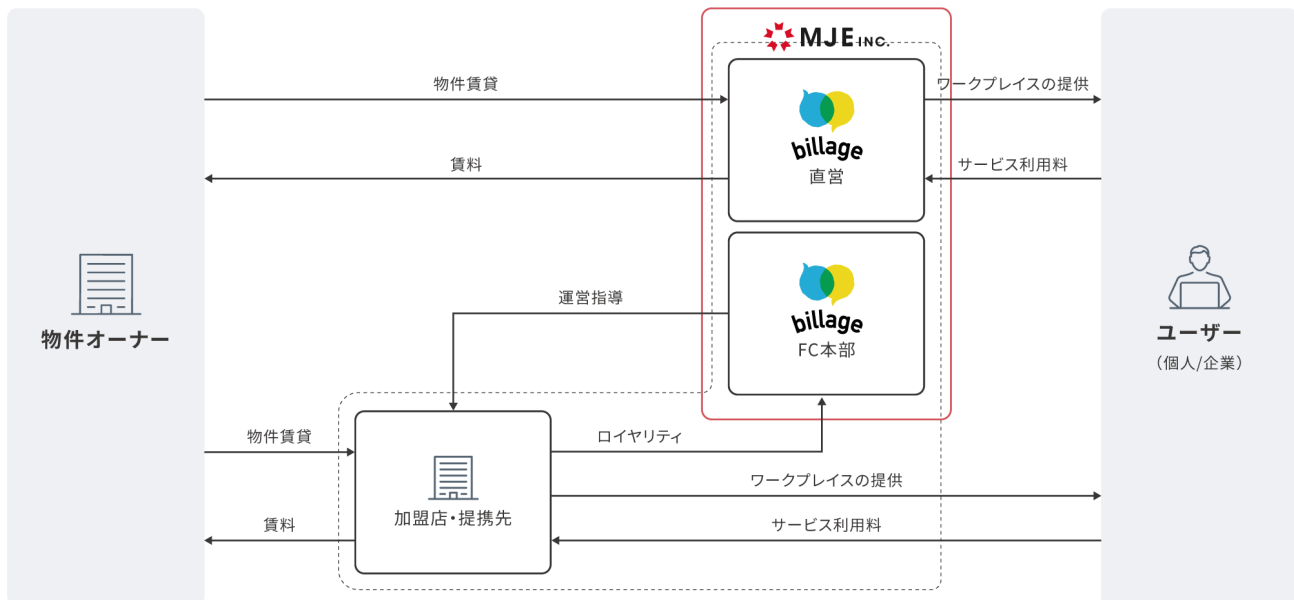 MJE INC.
物件賃貸
ワークプレイスの提供
billage
直営
賃料
サービス利用料
物件オーナー
運営指導
billage
FC本部
ユーザー
（個人/企業）
物件賃貸
ロイヤリティ
ワークプレイスの提供
加盟店・提携先
賃料
サービス利用料